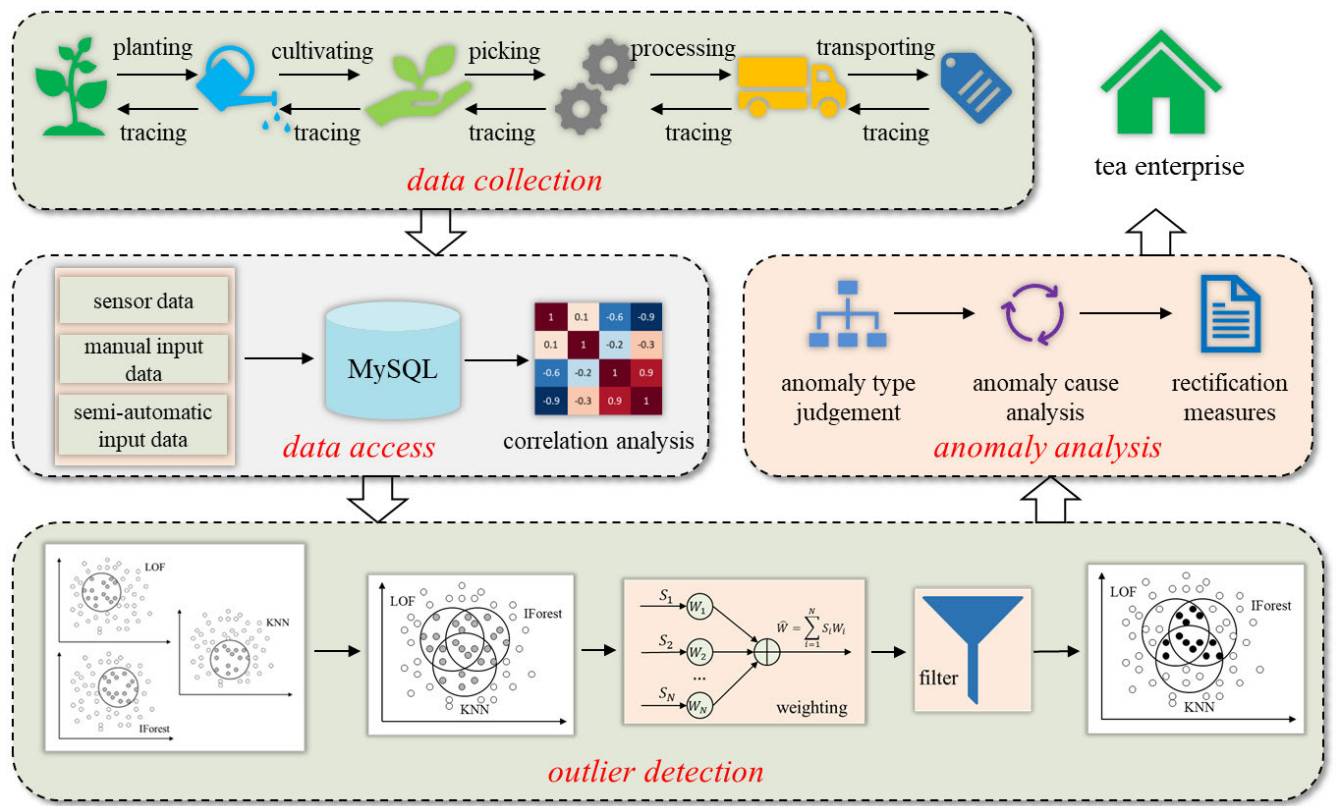 planting
cultivating
picking
processing
transporting
tracing
tracing
tracing
tracing
tracing
data collection
tea enterprise
sensor data
manual input
data
semi-automatic
input data
MySQL
1 0.1 -0.6 -0.9
0.1 1 -0.2 -0.3
-0.6 -0.2 1 0.9
-0.9 -0.3 0.9 1
correlation analysis
data access
anomaly type
judgement
anomaly cause
analysis
rectification
measures
anomaly analysis
LOF
KNN
IForest
LOF
IForest
KNN
S₁ W₁
S₂ W₂
...
S_N W_N
Ŵ = ∑ᵢ₌₁ᴺ SᵢWᵢ
weighting
filter
LOF
IForest
KNN
outlier detection